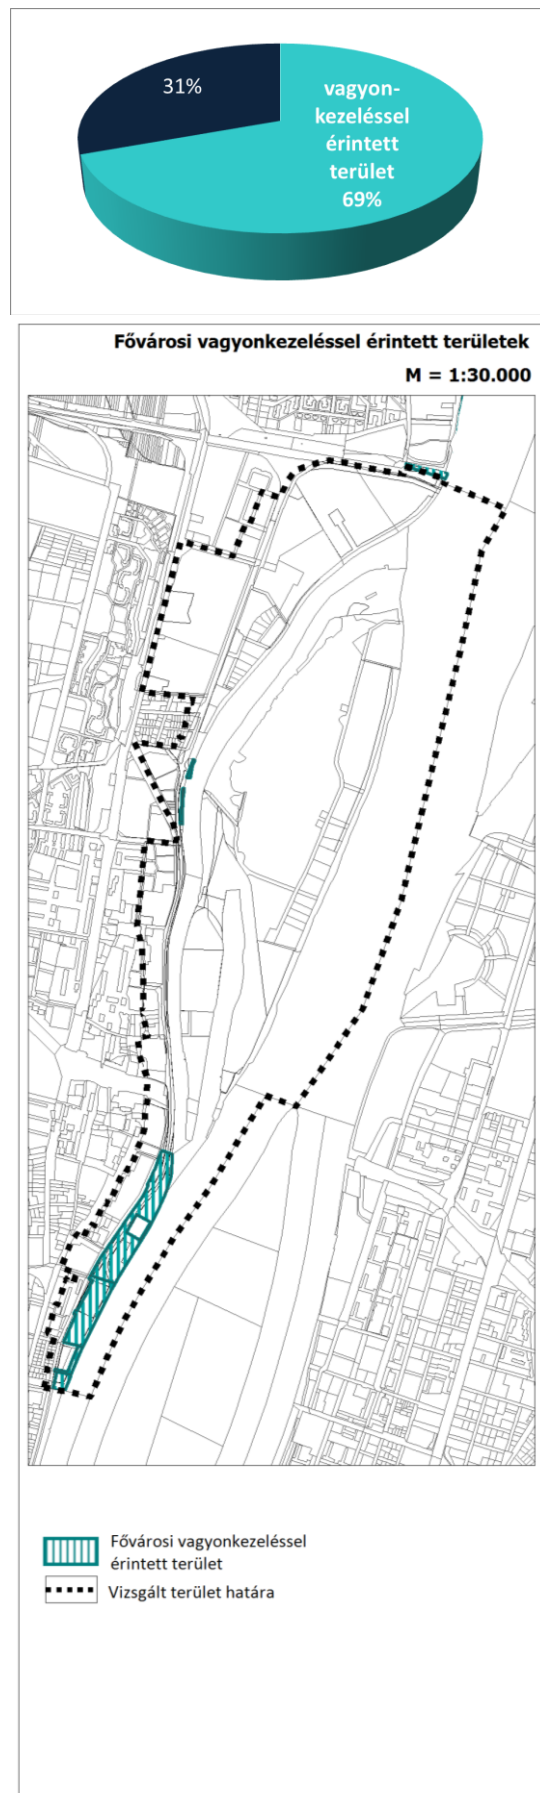 31%
vagyon-
kezeléssel
érintett
terület
69%
Fővárosi vagyonkezeléssel érintett területek
M = 1:30.000
Fővárosi vagyonkezeléssel
érintett terület
Vizsgált terület határa